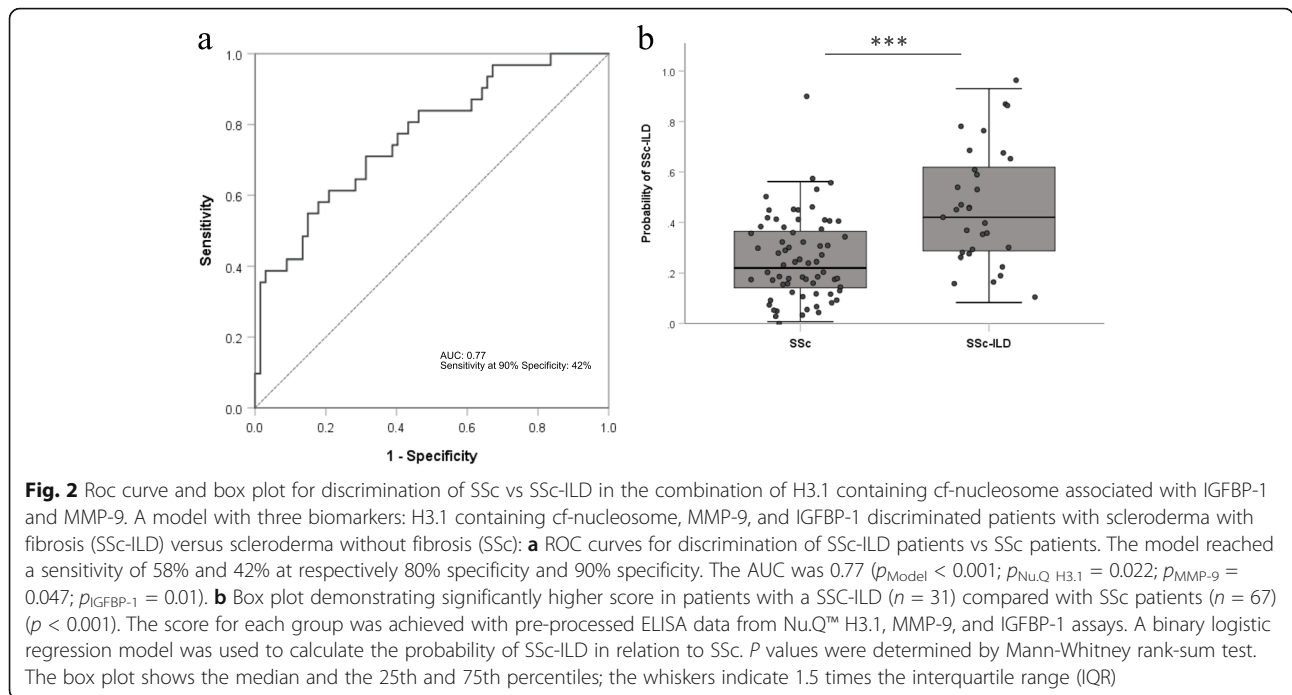 a
1.0
0.8
0.6
0.4
0.2
0.0
Sensitivity
AUC: 0.77
Sensitivity at 90% Specificity: 42%
0.0 0.2 0.4 0.6 0.8 1.0
1 - Specificity
b
***
1.0
.8
.6
.4
.2
.0
Probability of SSc-ILD
SSc SSc-ILD
Fig. 2 Roc curve and box plot for discrimination of SSc vs SSc-ILD in the combination of H3.1 containing cf-nucleosome associated with IGFBP-1
and MMP-9. A model with three biomarkers: H3.1 containing cf-nucleosome, MMP-9, and IGFBP-1 discriminated patients with scleroderma with
fibrosis (SSc-ILD) versus scleroderma without fibrosis (SSc): a ROC curves for discrimination of SSc-ILD patients vs SSc patients. The model reached
a sensitivity of 58% and 42% at respectively 80% specificity and 90% specificity. The AUC was 0.77 (pModel < 0.001; pNu.Q H3.1 = 0.022; pMMP-9 =
0.047; pIGFBP-1 = 0.01). b Box plot demonstrating significantly higher score in patients with a SSC-ILD (n = 31) compared with SSc patients (n = 67)
(p < 0.001). The score for each group was achieved with pre-processed ELISA data from Nu.Q™ H3.1, MMP-9, and IGFBP-1 assays. A binary logistic
regression model was used to calculate the probability of SSc-ILD in relation to SSc. P values were determined by Mann-Whitney rank-sum test.
The box plot shows the median and the 25th and 75th percentiles; the whiskers indicate 1.5 times the interquartile range (IQR)